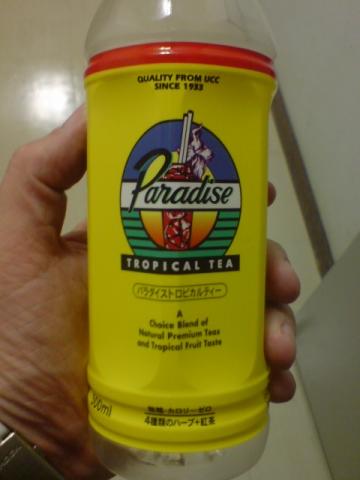 QUALITY FROM UCC
SINCE 1933
Paradise
TROPICAL TEA
パラダイストロピカルティー
A
Choice Blend of
Natural Premium Teas
and Tropical Fruit Taste
500ml
無糖・カロリーゼロ
4種類のハーブ+紅茶